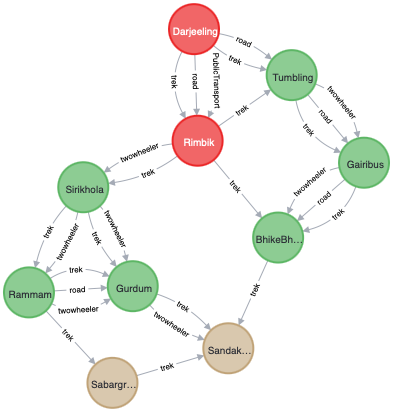 Darjeeling
road
trek
trek
road
PublicTransport
Tumbling
twowheeler
road
trek
trek
Rimbik
twowheeler
trek
Gairibus
Sirikhola
trek
twowheeler
road
trek
trek
twowheeler
trek
twowheeler
BhikeBh...
trek
road
twowheeler
Rammam
Gurdum
trek
trek
twowheeler
trek
Sandak...
trek
Sabargr...